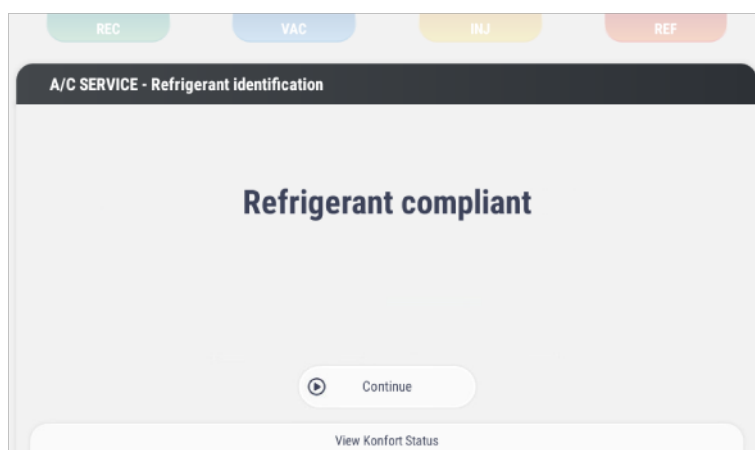 REC VAC INJ REF
A/C SERVICE - Refrigerant identification
Refrigerant compliant
Continue
View Konfort Status